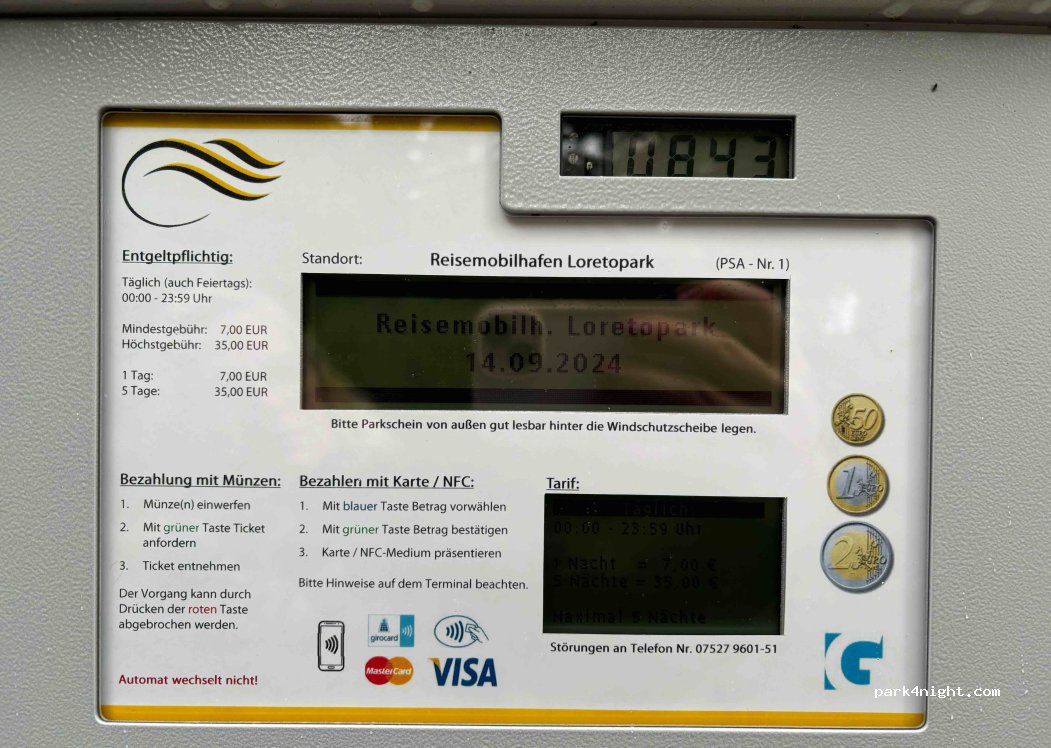 0843
Entgeltpflichtig:
Täglich (auch Feiertags):
00:00 - 23:59 Uhr
Mindestgebühr: 7,00 EUR
Höchstgebühr: 35,00 EUR
1 Tag: 7,00 EUR
5 Tage: 35,00 EUR
Standort: Reisemobilhafen Loretopark (PSA - Nr. 1)
Reisemobilh. Loretopark
14.09.2024
Bitte Parkschein von außen gut lesbar hinter die Windschutzscheibe legen.
Bezahlung mit Münzen:
1. Münze(n) einwerfen
2. Mit grüner Taste Ticket
anfordern
3. Ticket entnehmen
Der Vorgang kann durch
Drücken der roten Taste
abgebrochen werden.
Automat wechselt nicht!
Bezahlen mit Karte / NFC:
1. Mit blauer Taste Betrag vorwählen
2. Mit grüner Taste Betrag bestätigen
3. Karte / NFC-Medium präsentieren
Bitte Hinweise auf dem Terminal beachten.
girocard
MasterCard
VISA
Tarif:
Täglich
00:00 - 23:59 Uhr
1 Nacht = 7,00 €
5 Nächte = 35,00 €
Maximal 5 Nächte
Störungen an Telefon Nr. 07527 9601-51
50
EURO
1
EURO
2
EURO
park4night.com